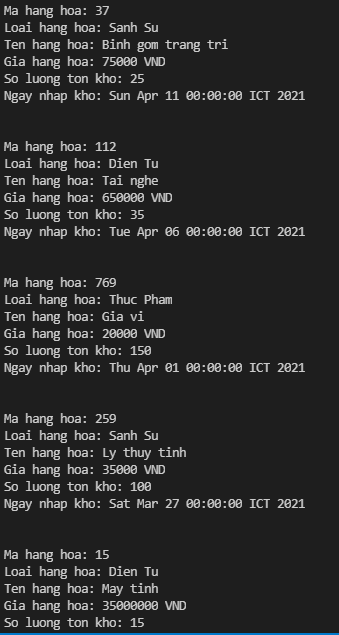 Ma hang hoa: 37
Loai hang hoa: Sanh Su
Ten hang hoa: Binh gom trang tri
Gia hang hoa: 75000 VND
So luong ton kho: 25
Ngay nhap kho: Sun Apr 11 00:00:00 ICT 2021
Ma hang hoa: 112
Loai hang hoa: Dien Tu
Ten hang hoa: Tai nghe
Gia hang hoa: 650000 VND
So luong ton kho: 35
Ngay nhap kho: Tue Apr 06 00:00:00 ICT 2021
Ma hang hoa: 769
Loai hang hoa: Thuc Pham
Ten hang hoa: Gia vi
Gia hang hoa: 20000 VND
So luong ton kho: 150
Ngay nhap kho: Thu Apr 01 00:00:00 ICT 2021
Ma hang hoa: 259
Loai hang hoa: Sanh Su
Ten hang hoa: Ly thuy tinh
Gia hang hoa: 35000 VND
So luong ton kho: 100
Ngay nhap kho: Sat Mar 27 00:00:00 ICT 2021
Ma hang hoa: 15
Loai hang hoa: Dien Tu
Ten hang hoa: May tinh
Gia hang hoa: 35000000 VND
So luong ton kho: 15